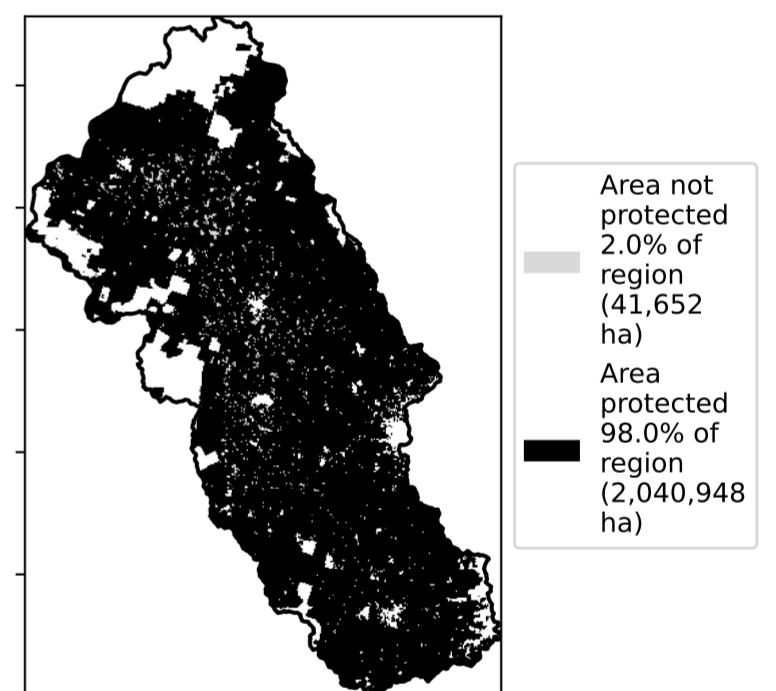 Area not
protected
2.0% of
region
(41,652
ha)
Area
protected
98.0% of
region
(2,040,948
ha)